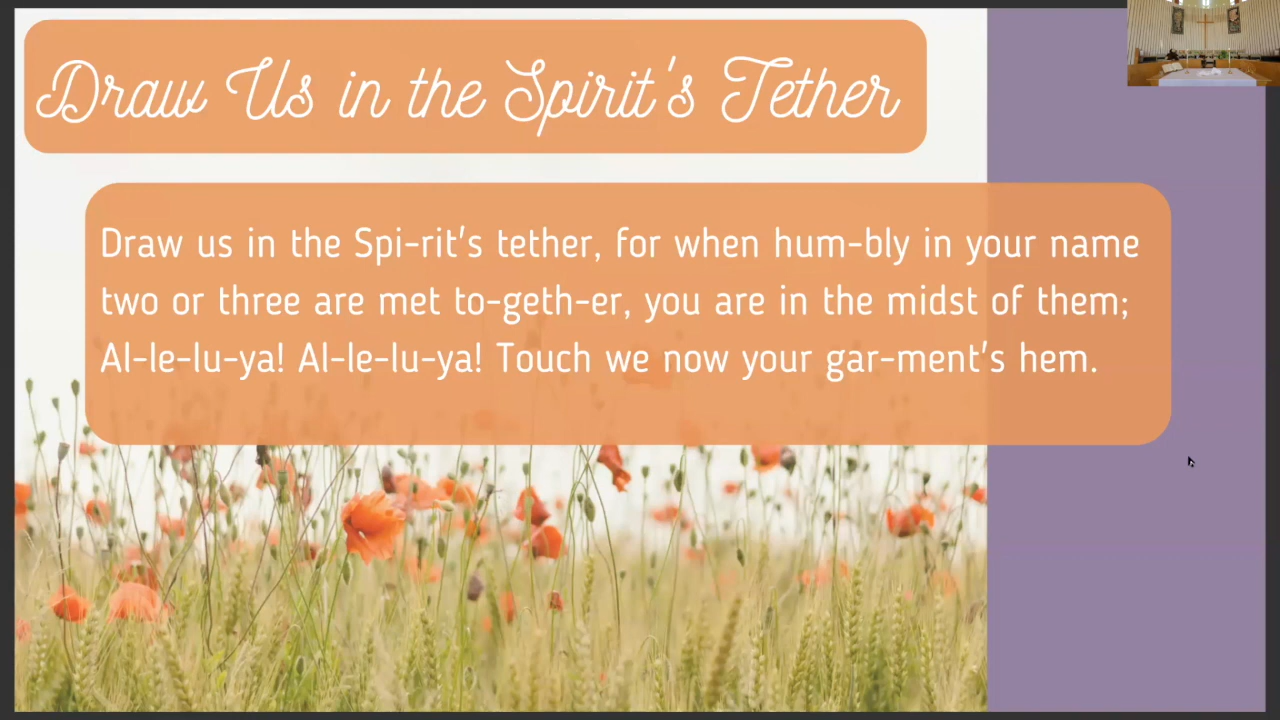 Draw Us in the Spirit's Tether
Draw us in the Spi-rit's tether, for when hum-bly in your name
two or three are met to-geth-er, you are in the midst of them;
Al-le-lu-ya! Al-le-lu-ya! Touch we now your gar-ment's hem.